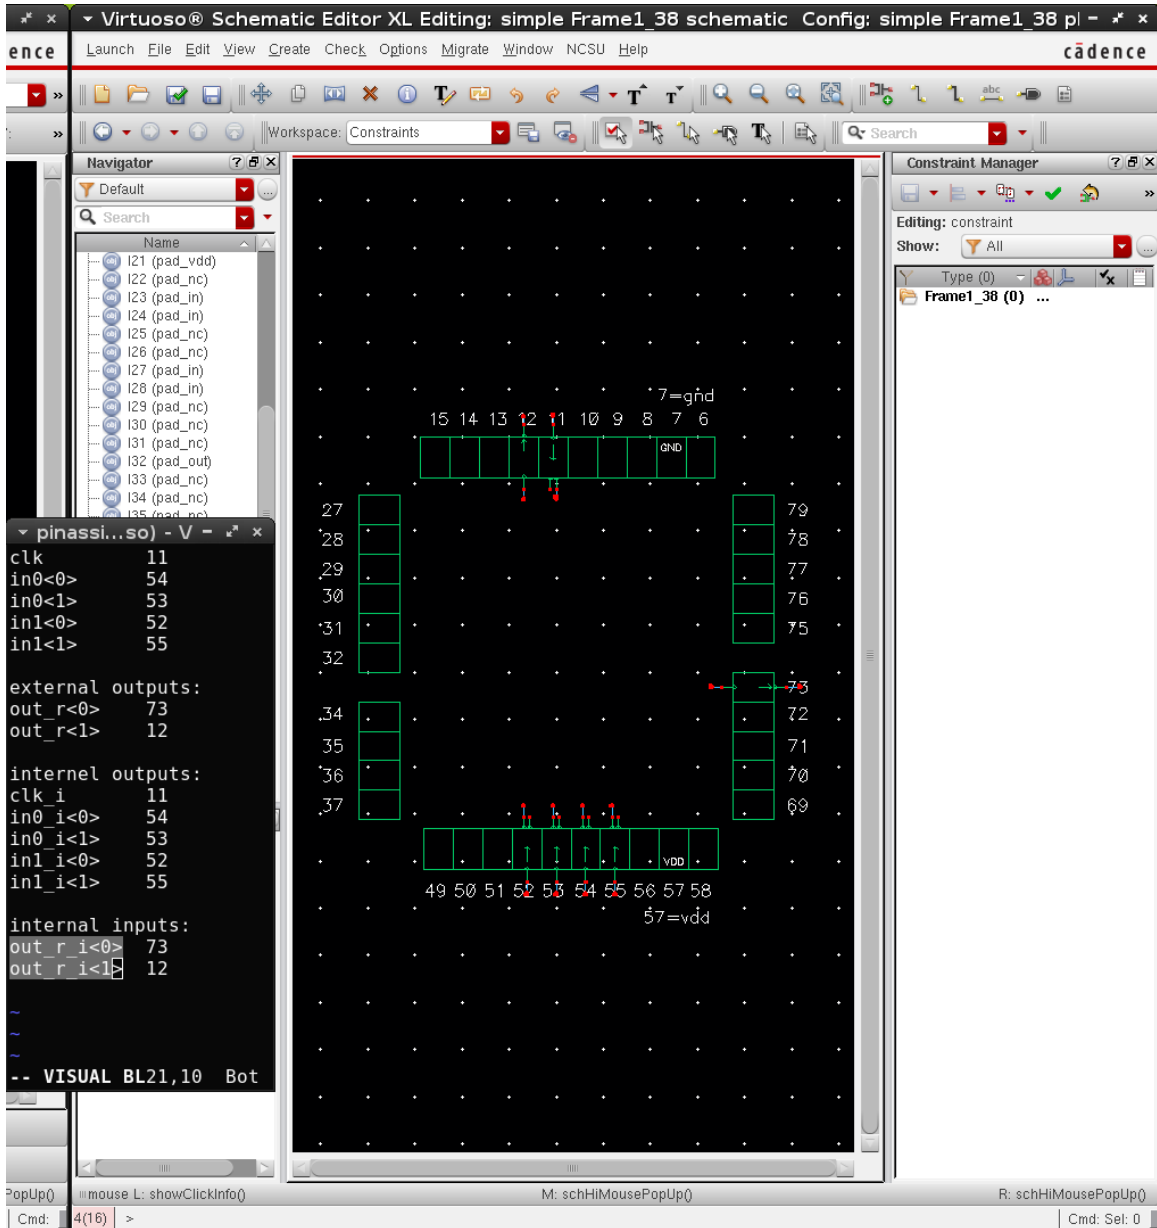 Virtuoso® Schematic Editor XL Editing: simple Frame1_38 schematic  Config: simple Frame1_38 pl
ence
Launch File Edit View Create Check Options Migrate Window NCSU Help
cādence
abc
Workspace: Constraints
Search
Navigator
Default
Search
Name
I21 (pad_vdd)
I22 (pad_nc)
I23 (pad_in)
I24 (pad_in)
I25 (pad_nc)
I26 (pad_nc)
I27 (pad_in)
I28 (pad_in)
I29 (pad_nc)
I30 (pad_nc)
I31 (pad_nc)
I32 (pad_out)
I33 (pad_nc)
I34 (pad_nc)
I35 (pad_nc)
Constraint Manager
Editing: constraint
Show: All
Type (0)
Frame1_38 (0) ...
7=gnd
15 14 13 12 11 10 9 8 7 6
GND
27
28
29
30
31
32
34
35
36
37
79
78
77
76
75
73
72
71
70
69
VDD
49 50 51 52 53 54 55 56 57 58
57=vdd
pinassi...so) - V
clk 11
in0<0> 54
in0<1> 53
in1<0> 52
in1<1> 55
external outputs:
out_r<0> 73
out_r<1> 12
internel outputs:
clk_i 11
in0_i<0> 54
in0_i<1> 53
in1_i<0> 52
in1_i<1> 55
internal inputs:
out_r_i<0> 73
out_r_i<1> 12
~
~
~
-- VISUAL BL21,10 Bot
PopUp()
mouse L: showClickInfo()
M: schHiMousePopUp()
R: schHiMousePopUp()
Cmd:
4(16) >
Cmd: Sel: 0